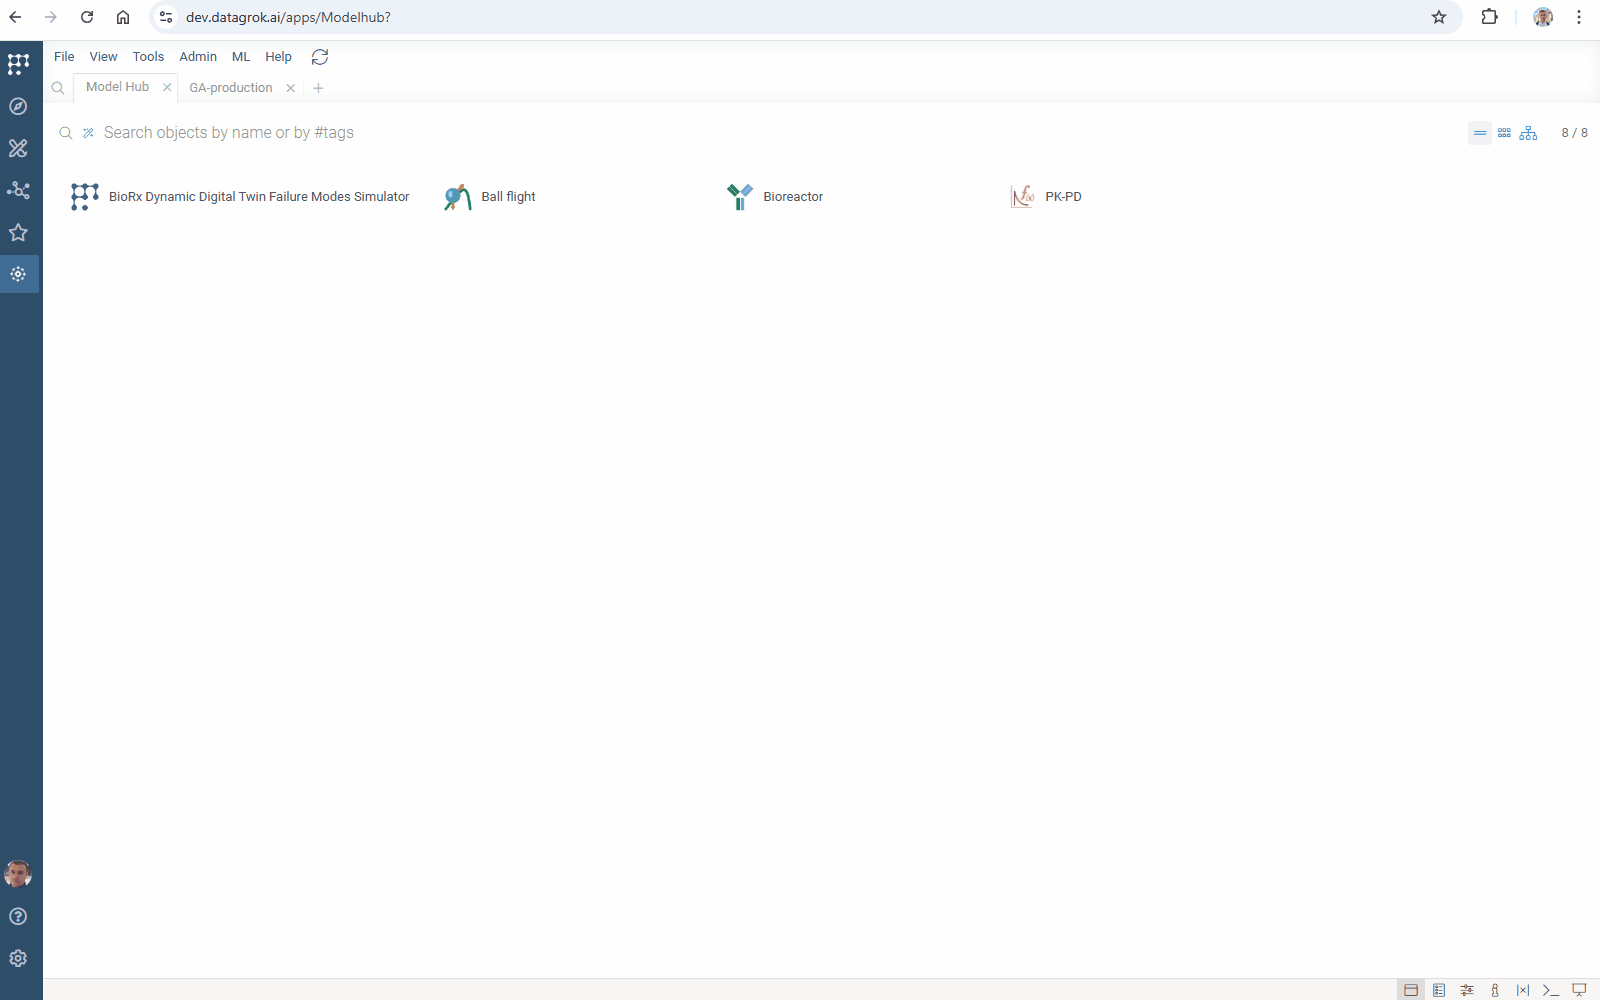 dev.datagrok.ai/apps/Modelhub?
File View Tools Admin ML Help
Model Hub GA-production
Search objects by name or by #tags
8 / 8
BioRx Dynamic Digital Twin Failure Modes Simulator Ball flight Bioreactor PK-PD